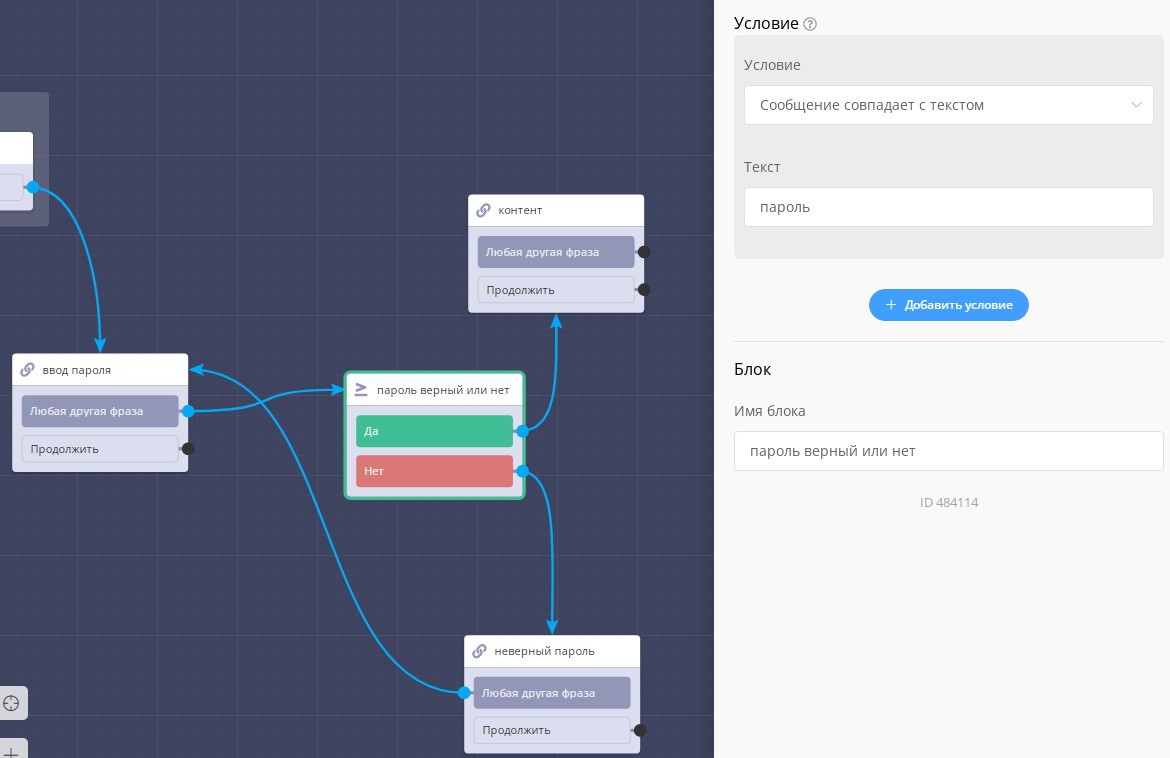 контент
Любая другая фраза
Продолжить
ввод пароля
Любая другая фраза
Продолжить
пароль верный или нет
Да
Нет
неверный пароль
Любая другая фраза
Продолжить
Условие
Условие
Сообщение совпадает с текстом
Текст
пароль
+ Добавить условие
Блок
Имя блока
пароль верный или нет
ID 484114